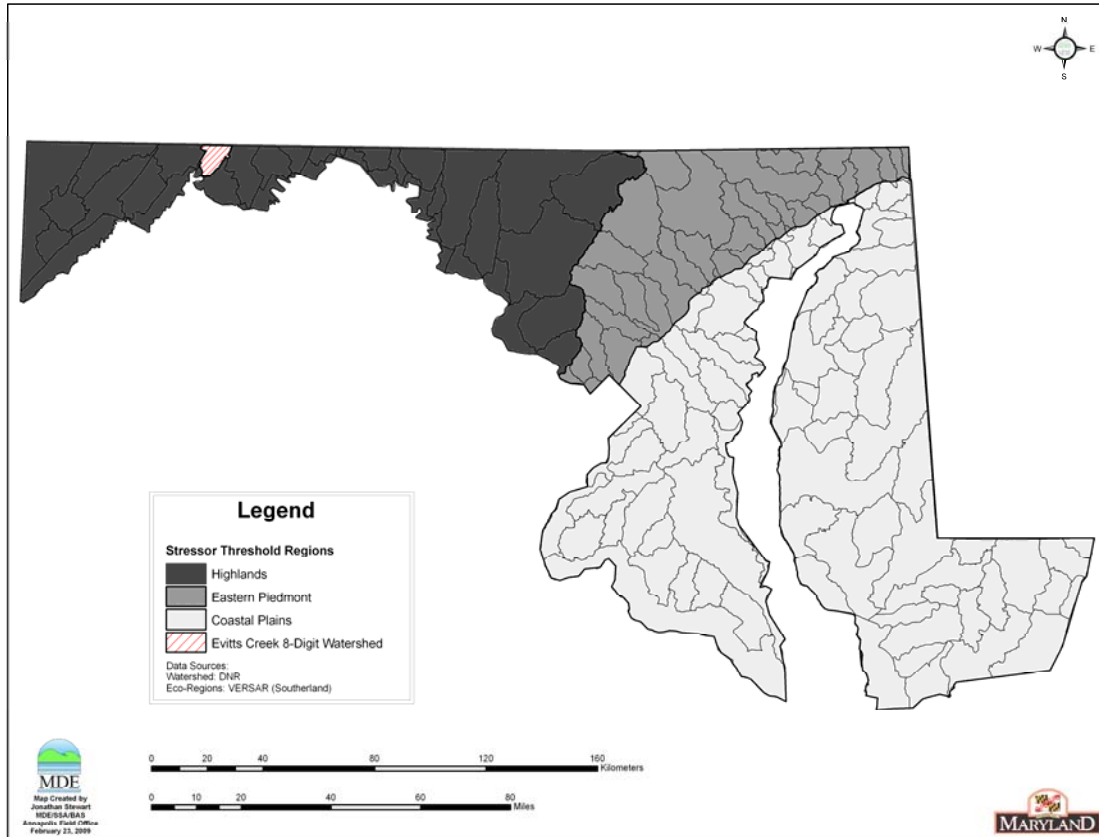 N
W E
S
Legend
Stressor Threshold Regions
Highlands
Eastern Piedmont
Coastal Plains
Evitts Creek 8-Digit Watershed
Data Sources:
Watershed: DNR
Eco-Regions: VERSAR (Southerland)
0 20 40 80 120 160
Kilometers
0 10 20 40 60 80
Miles
MDE
Map Created by
Jonathan Stewart
MDE/SSA/BAS
Annapolis Field Office
February 23, 2009
MARYLAND